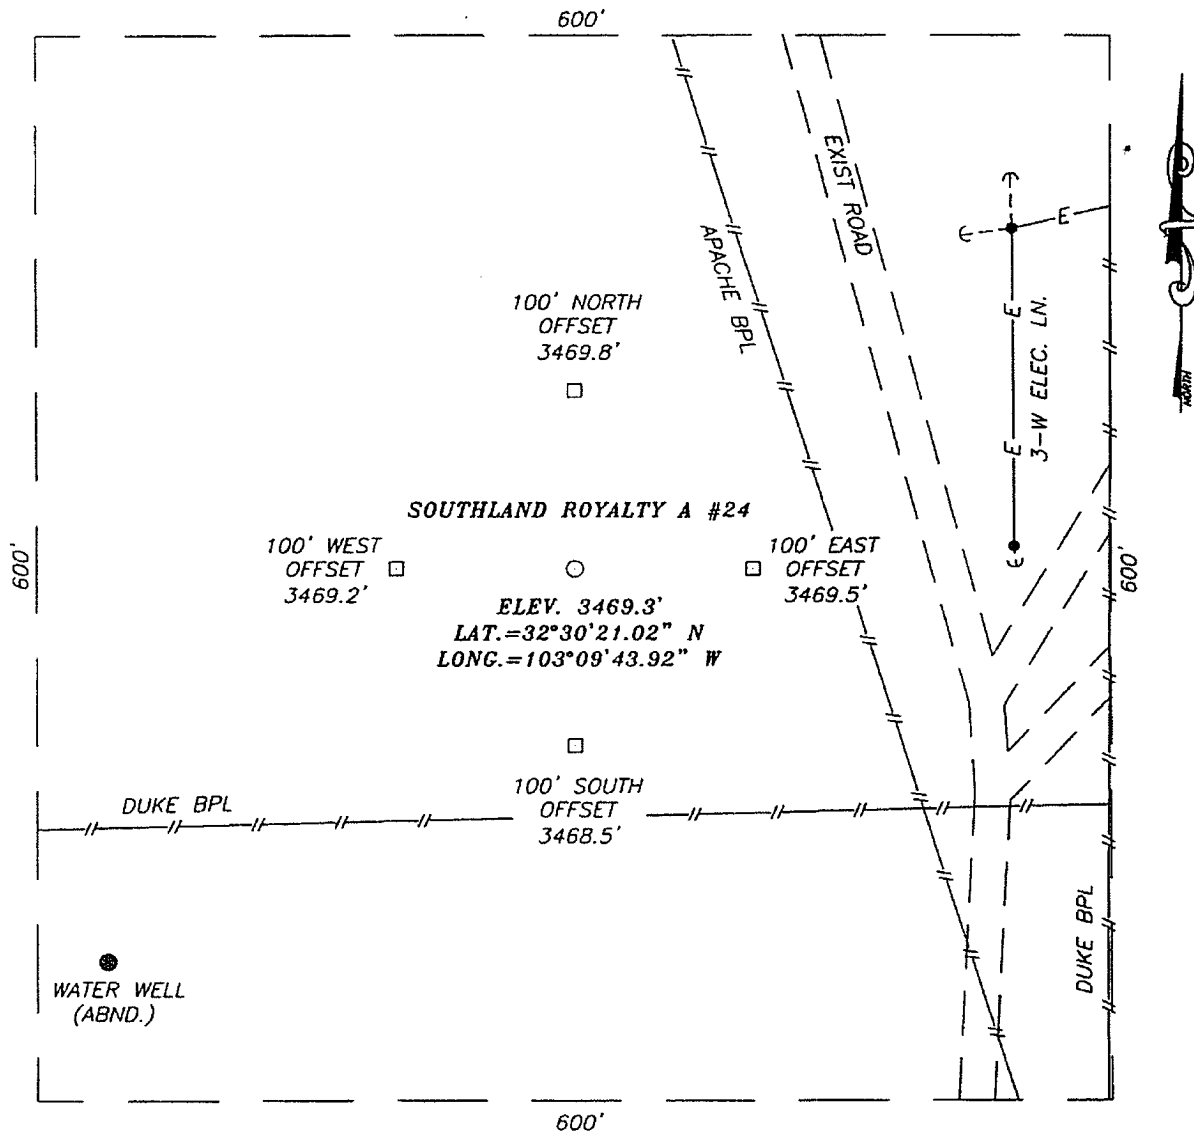 600'
EXIST ROAD
E
APACHE BPL
100' NORTH
OFFSET
3469.8'
E
3-W ELEC. LN.
NORTH
E
SOUTHLAND ROYALTY A #24
600'
100' WEST
OFFSET
3469.2'
100' EAST
OFFSET
3469.5'
600'
ELEV. 3469.3'
LAT.=32°30'21.02" N
LONG.=103°09'43.92" W
100' SOUTH
OFFSET
3468.5'
DUKE BPL
DUKE BPL
WATER WELL
(ABND.)
600'